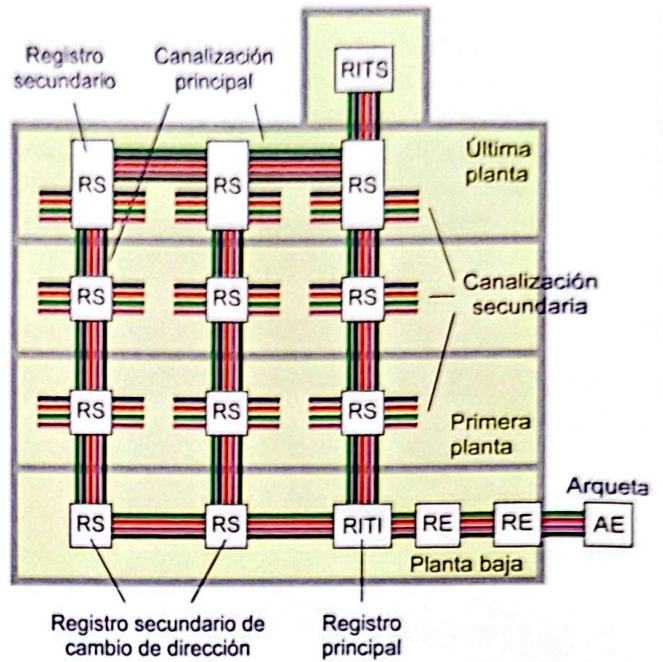 Registro
secundario
Canalización
principal
RITS
Última
planta
RS
RS
RS
Canalización
secundaria
RS
RS
RS
Primera
planta
RS
RS
RS
Arqueta
RS
RS
RITI
RE
RE
AE
Planta baja
Registro secundario de
cambio de dirección
Registro
principal